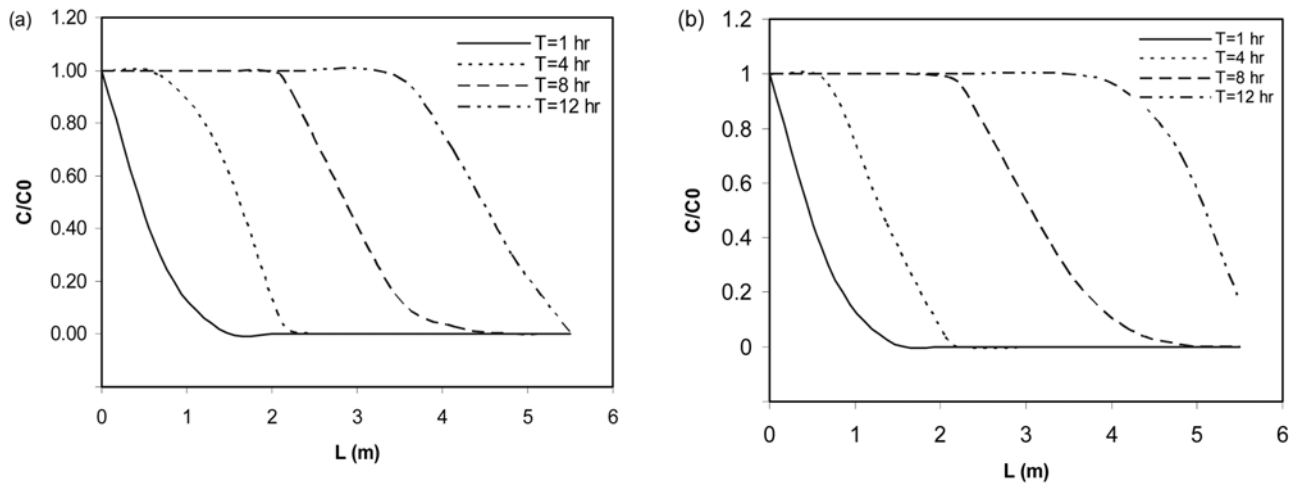 (a)
1.20
1.00
0.80
0.60
0.40
0.20
0.00
C/C0
T=1 hr
T=4 hr
T=8 hr
T=12 hr
0 1 2 3 4 5 6
L (m)
(b)
1.2
1
0.8
0.6
0.4
0.2
0
C/C0
T=1 hr
T=4 hr
T=8 hr
T=12 hr
0 1 2 3 4 5 6
L (m)